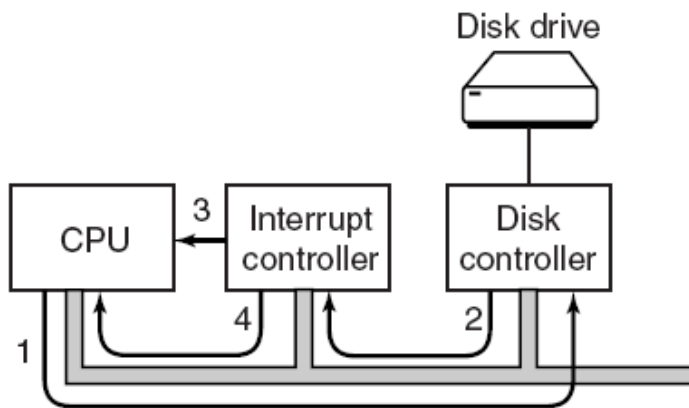 Disk drive
CPU
3
Interrupt
controller
Disk
controller
1
4
2